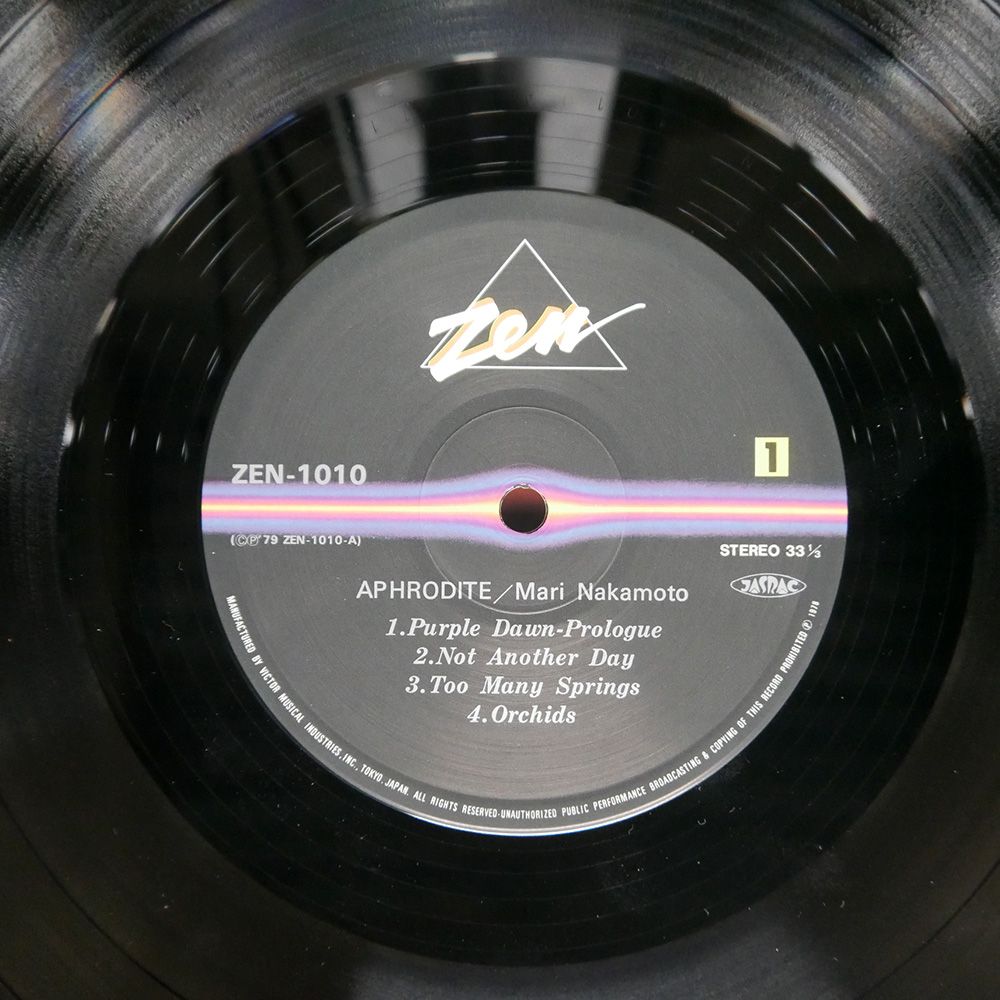 Zen
1
ZEN-1010
(ⒸⓅ'79 ZEN-1010-A)
STEREO 33⅓
JASRAC
APHRODITE/Mari Nakamoto
1.Purple Dawn-Prologue
2.Not Another Day
3.Too Many Springs
4.Orchids
MANUFACTURED BY VICTOR MUSICAL INDUSTRIES, INC., TOKYO, JAPAN. ALL RIGHTS RESERVED-UNAUTHORIZED PUBLIC PERFORMANCE BROADCASTING & COPYING OF THIS RECORD PROHIBITED Ⓟ 1978